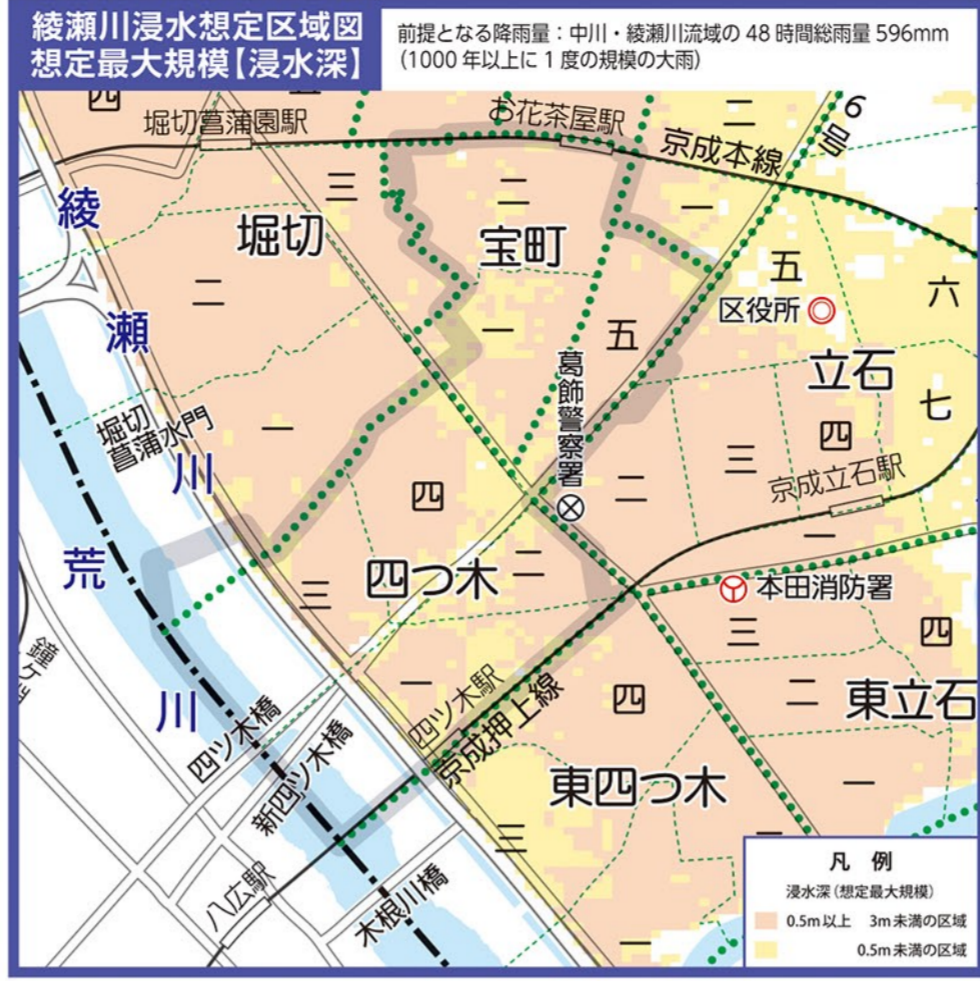 綾瀬川浸水想定区域図
想定最大規模【浸水深】
前提となる降雨量：中川・綾瀬川流域の 48 時間総雨量 596mm
（1000 年以上に 1 度の規模の大雨）
四
堀切菖蒲園駅
お花茶屋駅
二
6号
京成本線
三
二
一
綾瀬川
堀切
宝町
五
六
二
区役所
一
五
立石
葛飾警察署
七
堀切
菖蒲水門
一
四
三
四
二
京成立石駅
荒川
一
四つ木
二
三
本田消防署
三
四
鐘ヶ
一
四ツ木駅
四
二
東立石
京成押上線
四ツ木橋
新四ツ木橋
東四つ木
一
三
八広駅
木根川橋
一
凡 例
浸水深（想定最大規模）
0.5m以上 3m未満の区域
0.5m未満の区域